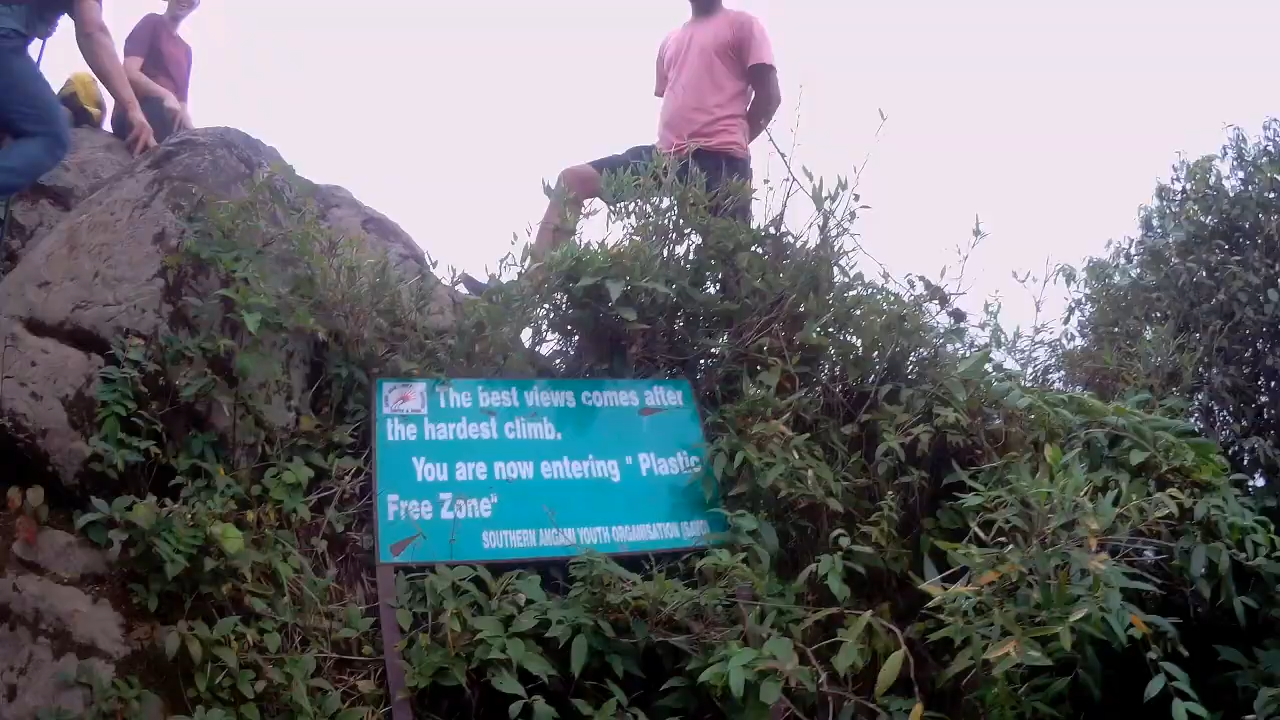 The best views comes after
the hardest climb.
You are now entering " Plastic
Free Zone"
SOUTHERN ANGAMI YOUTH ORGANISATION